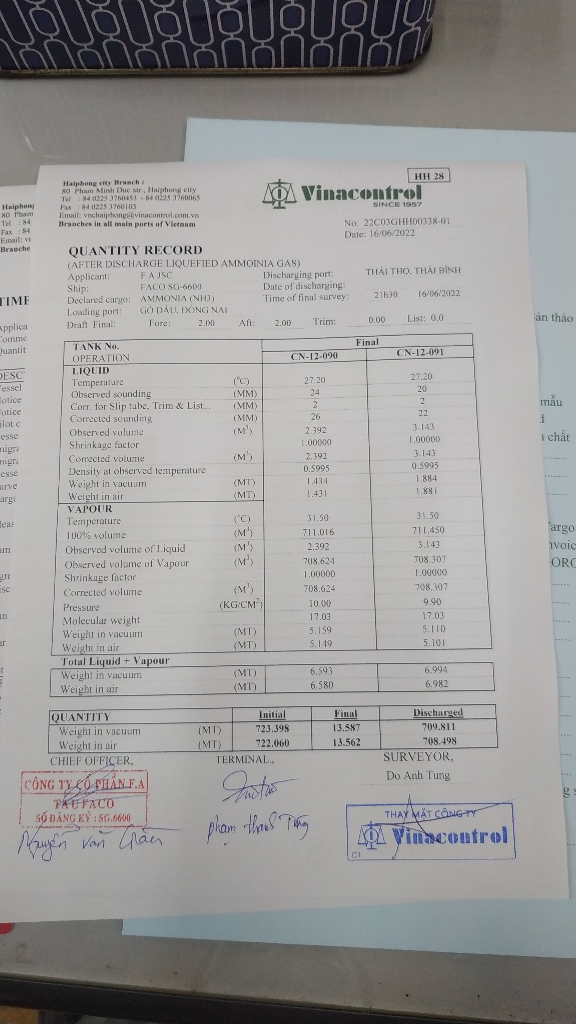 HH 28
Haiphong city Branch :
80 Pham Minh Duc str., Haiphong city
Tel : 84 0225 3760453 - 84 0225 3760065
Fax : 84 0225 3760103
Email: vnchaiphong@vinacontrol.com.vn
Branches in all main ports of Vietnam
Vinacontrol
SINCE 1957
No. 22C03GHH00338-01
Date: 16/06/2022
QUANTITY RECORD
(AFTER DISCHARGE LIQUEFIED AMMOINIA GAS)
Applicant: F.A JSC Discharging port: THÁI THỌ, THÁI BÌNH
Ship: FACO SG-6600 Date of discharging:
Declared cargo: AMMONIA (NH3) Time of final survey: 21h30 16/06/2022
Loading port: GÒ DẦU, ĐỒNG NAI
Draft Final: Fore: 2.00 Aft: 2.00 Trim: 0.00 List: 0.0
TANK No. Final
OPERATION CN-12-090 CN-12-091
LIQUID
Temperature (°C) 27.20 27.20
Observed sounding (MM) 24 20
Corr. for Slip tube, Trim & List... (MM) 2 2
Corrected sounding (MM) 26 22
Observed volume (M³) 2.392 3.143
Shrinkage factor 1.00000 1.00000
Corrected volume (M³) 2.392 3.143
Density at observed temperature 0.5995 0.5995
Weight in vacuum (MT) 1.434 1.884
Weight in air (MT) 1.431 1.881
VAPOUR
Temperature (°C) 31.50 31.50
100% volume (M³) 711.016 711.450
Observed volume of Liquid (M³) 2.392 3.143
Observed volume of Vapour (M³) 708.624 708.307
Shrinkage factor 1.00000 1.00000
Corrected volume (M³) 708.624 708.307
Pressure (KG/CM²) 10.00 9.90
Molecular weight 17.03 17.03
Weight in vacuum (MT) 5.159 5.110
Weight in air (MT) 5.149 5.101
Total Liquid + Vapour
Weight in vacuum (MT) 6.593 6.994
Weight in air (MT) 6.580 6.982
QUANTITY Initial Final Discharged
Weight in vacuum (MT) 723.398 13.587 709.811
Weight in air (MT) 722.060 13.562 708.498
CHIEF OFFICER, TERMINAL., SURVEYOR,
Do Anh Tung
CÔNG TY CỔ PHẦN F.A
TÀU FACO
SỐ ĐĂNG KÝ : SG.6600
Nguyễn Văn
phạm thanh Tùng
THAY MẶT CÔNG TY
Vinacontrol